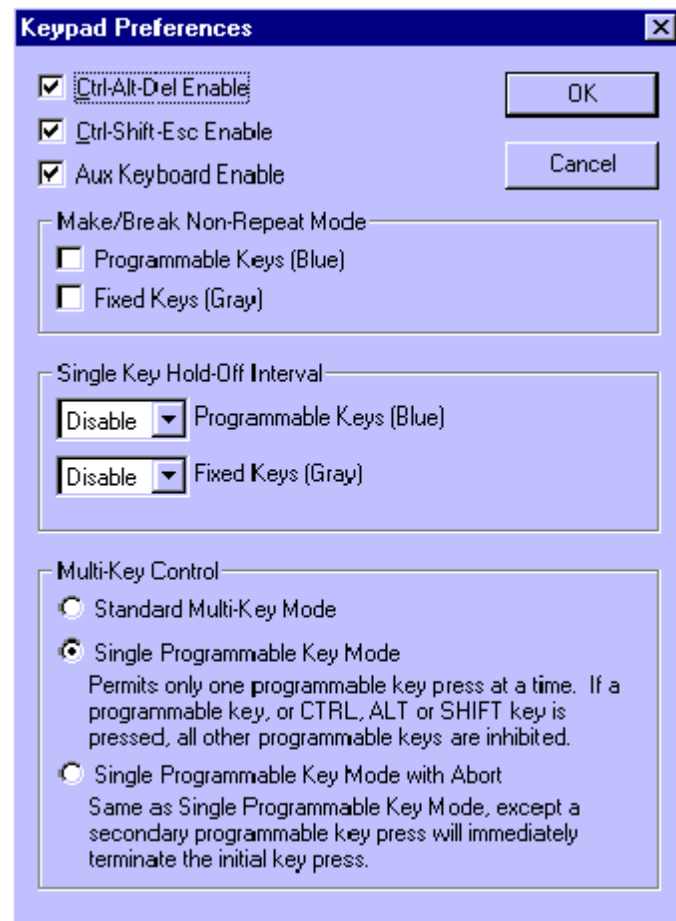 Keypad Preferences
Ctrl-Alt-Del Enable
OK
Ctrl-Shift-Esc Enable
Aux Keyboard Enable
Cancel
Make/Break Non-Repeat Mode
Programmable Keys (Blue)
Fixed Keys (Gray)
Single Key Hold-Off Interval
Disable Programmable Keys (Blue)
Disable Fixed Keys (Gray)
Multi-Key Control
Standard Multi-Key Mode
Single Programmable Key Mode
Permits only one programmable key press at a time. If a
programmable key, or CTRL, ALT or SHIFT key is
pressed, all other programmable keys are inhibited.
Single Programmable Key Mode with Abort
Same as Single Programmable Key Mode, except a
secondary programmable key press will immediately
terminate the initial key press.